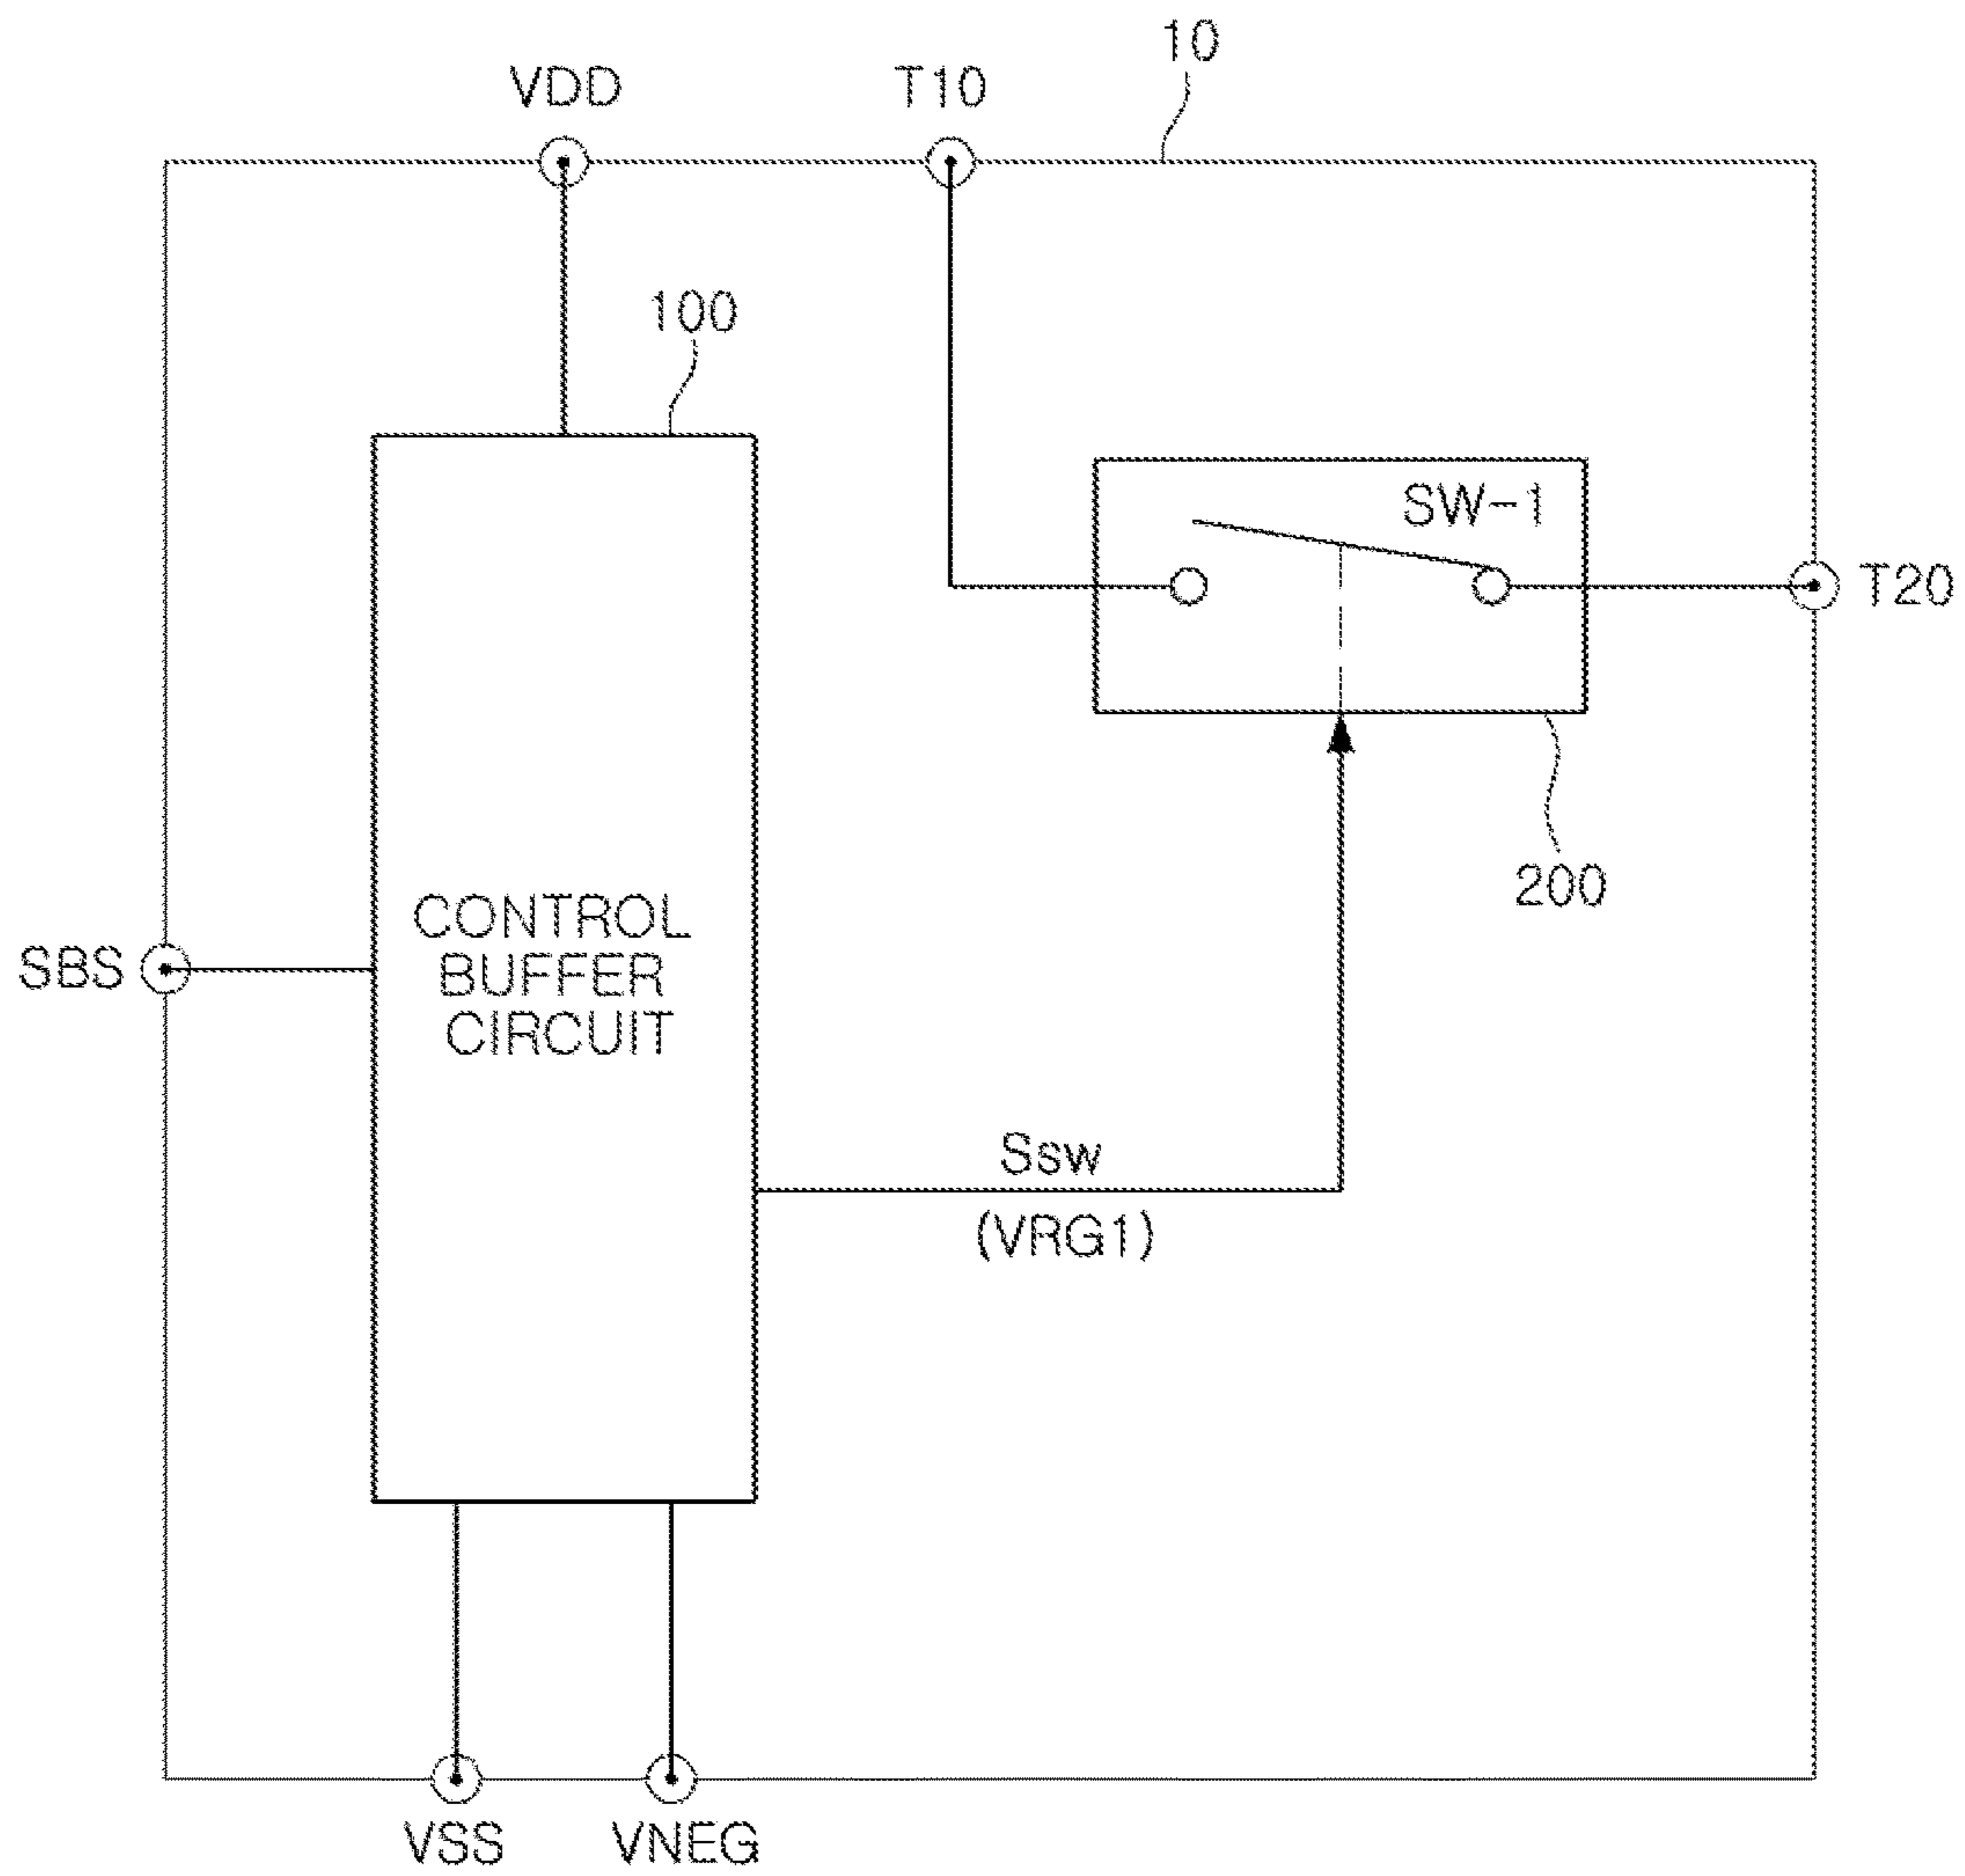 10
VDD
T10
100
SW-1
T20
200
CONTROL
BUFFER
CIRCUIT
SBS
Ssw
(VRG1)
VSS
VNEG